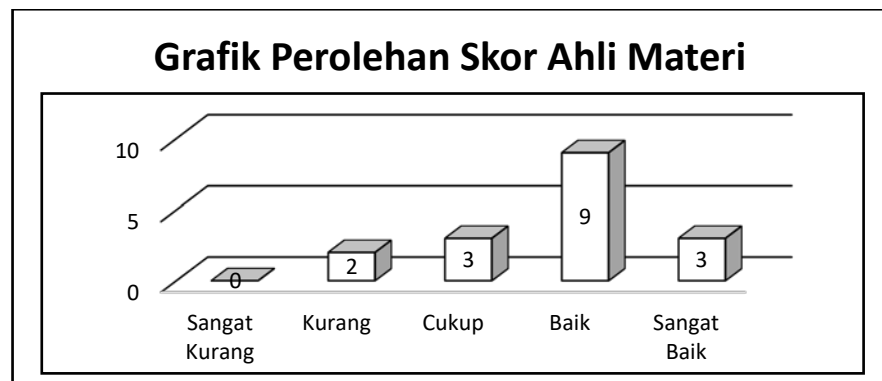 Grafik Perolehan Skor Ahli Materi
10
5
0
0
2
3
9
3
Sangat Kurang
Kurang
Cukup
Baik
Sangat Baik